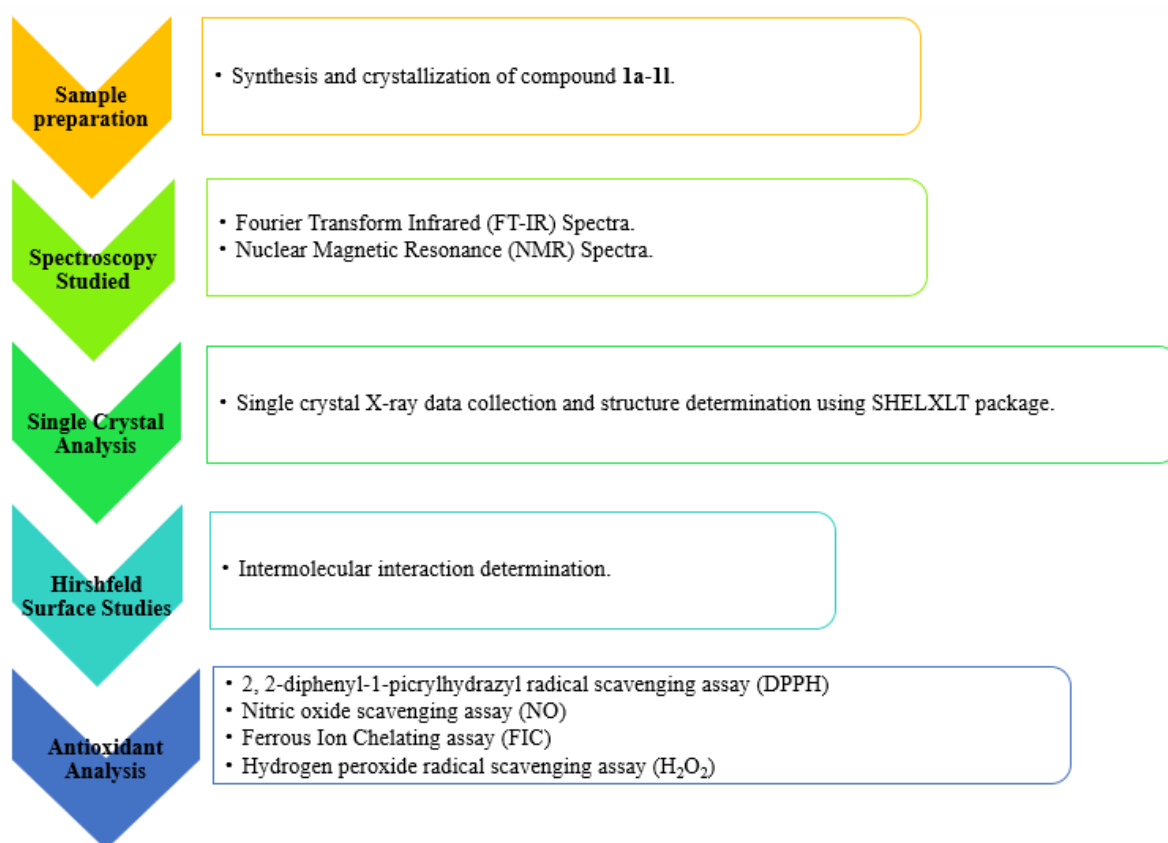 Sample
preparation
• Synthesis and crystallization of compound 1a-1l.
Spectroscopy
Studied
• Fourier Transform Infrared (FT-IR) Spectra.
• Nuclear Magnetic Resonance (NMR) Spectra.
Single Crystal
Analysis
• Single crystal X-ray data collection and structure determination using SHELXLT package.
Hirshfeld
Surface Studies
• Intermolecular interaction determination.
Antioxidant
Analysis
• 2, 2-diphenyl-1-picrylhydrazyl radical scavenging assay (DPPH)
• Nitric oxide scavenging assay (NO)
• Ferrous Ion Chelating assay (FIC)
• Hydrogen peroxide radical scavenging assay (H₂O₂)